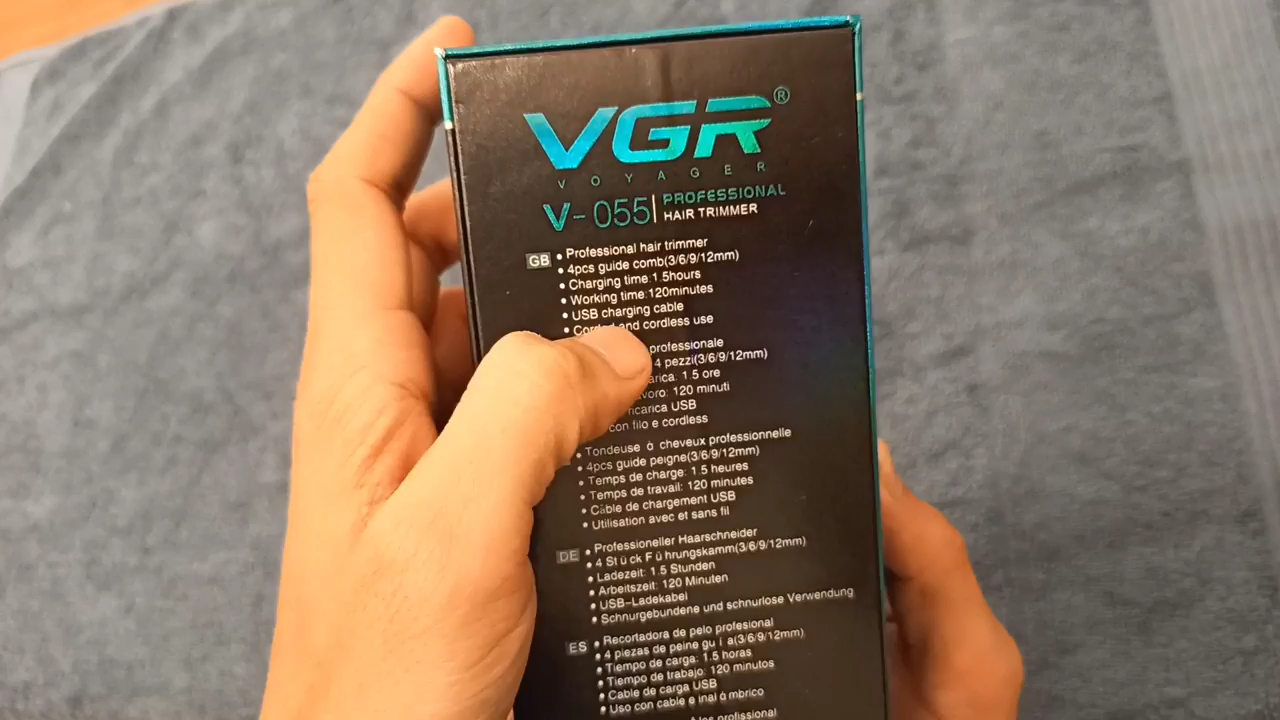 VGR®
VOYAGER
V-055 | PROFESSIONAL
HAIR TRIMMER
GB • Professional hair trimmer
• 4pcs guide comb(3/6/9/12mm)
• Charging time:1.5hours
• Working time:120minutes
• USB charging cable
• and cordless use
professionale
4 pezzi(3/6/9/12mm)
1.5 ore
120 minuti
USB
con filo e cordless
• Tondeuse à cheveux professionnelle
• 4pcs guide peigne(3/6/9/12mm)
• Temps de charge: 1.5 heures
• Temps de travail: 120 minutes
• Câble de chargement USB
• Utilisation avec et sans fil
DE • Professioneller Haarschneider
• 4 St ü ck F ü hrungskamm(3/6/9/12mm)
• Ladezeit: 1.5 Stunden
• Arbeitszeit: 120 Minuten
• USB-Ladekabel
• Schnurgebundene und schnurlose Verwendung
ES • Recortadora de pelo profesional
• 4 piezas de peine gu í a(3/6/9/12mm)
• Tiempo de carga: 1.5 horas
• Tiempo de trabajo: 120 minutos
• Cable de carga USB
• Uso con cable e inal á mbrico
profissional